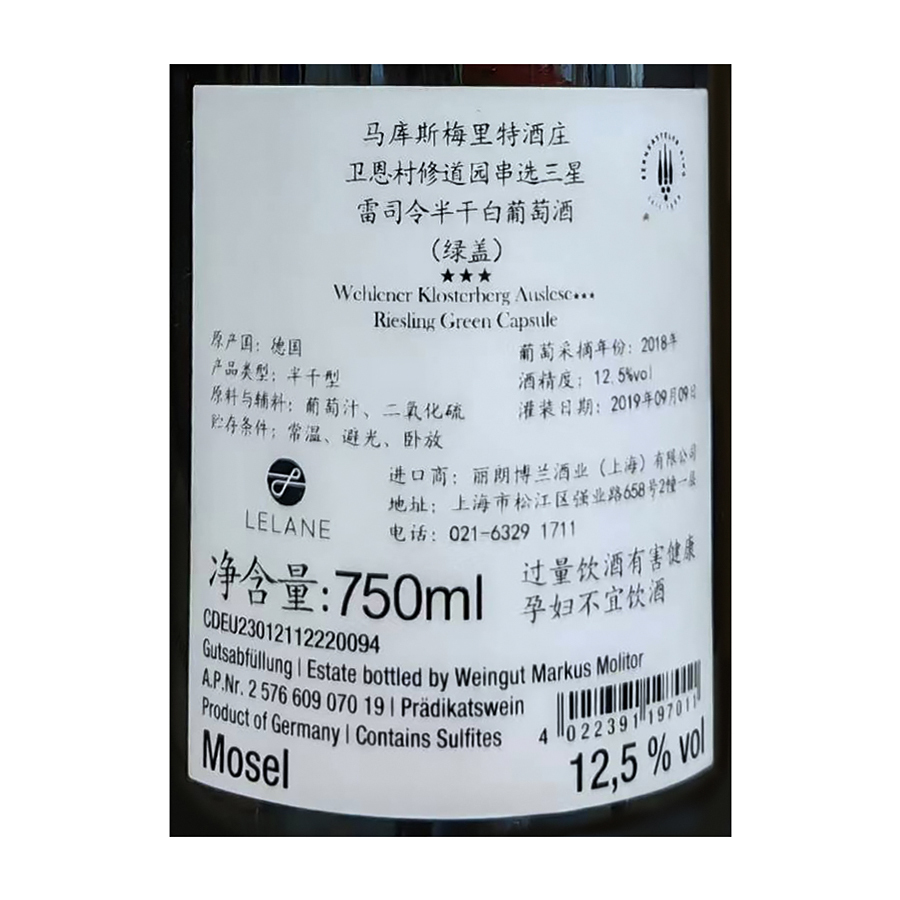 马库斯梅里特酒庄
卫恩村修道园串选三星
雷司令半干白葡萄酒
(绿盖)
★★★
Wehlener Klosterberg Auslese★★★
Riesling Green Capsule
原产国：德国
产品类型：半干型
原料与辅料：葡萄汁、二氧化硫
贮存条件：常温、避光、卧放
葡萄采摘年份：2018年
酒精度：12.5%vol
灌装日期：2019年09月09日
LELANE
进口商：丽朗博兰酒业（上海）有限公司
地址：上海市松江区强业路658号2幢一层
电话：021-6329 1711
净含量:750ml
过量饮酒有害健康
孕妇不宜饮酒
CDEU23012112220094
Gutsabfüllung | Estate bottled by Weingut Markus Molitor
A.P.Nr. 2 576 609 070 19 | Prädikatswein
Product of Germany | Contains Sulfites
4 022391 197011
Mosel
12,5 % vol